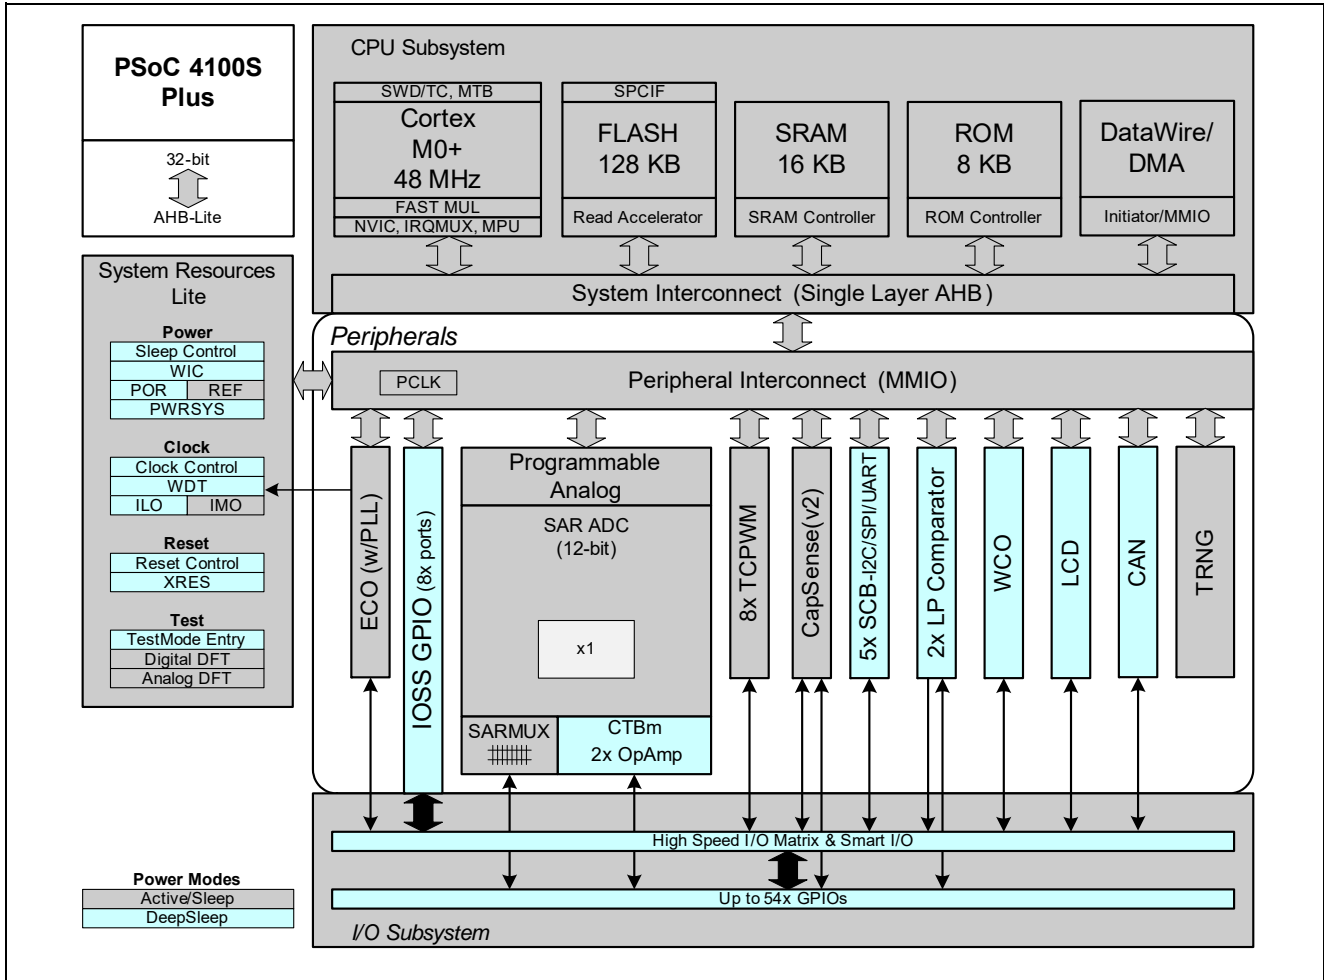 PSoC 4100S
Plus
32-bit
AHB-Lite
CPU Subsystem
SWD/TC, MTB
Cortex
M0+
48 MHz
FAST MUL
NVIC, IRQMUX, MPU
SPCIF
FLASH
128 KB
Read Accelerator
SRAM
16 KB
SRAM Controller
ROM
8 KB
ROM Controller
DataWire/
DMA
Initiator/MMIO
System Interconnect (Single Layer AHB)
System Resources
Lite
Power
Sleep Control
WIC
POR REF
PWRSYS
Clock
Clock Control
WDT
ILO IMO
Reset
Reset Control
XRES
Test
TestMode Entry
Digital DFT
Analog DFT
Peripherals
PCLK
Peripheral Interconnect (MMIO)
ECO (w/PLL)
IOSS GPIO (8x ports)
Programmable
Analog
SAR ADC
(12-bit)
x1
SARMUX
CTBm
2x OpAmp
8x TCPWM
CapSense(v2)
5x SCB-I2C/SPI/UART
2x LP Comparator
WCO
LCD
CAN
TRNG
High Speed I/O Matrix & Smart I/O
Up to 54x GPIOs
I/O Subsystem
Power Modes
Active/Sleep
DeepSleep